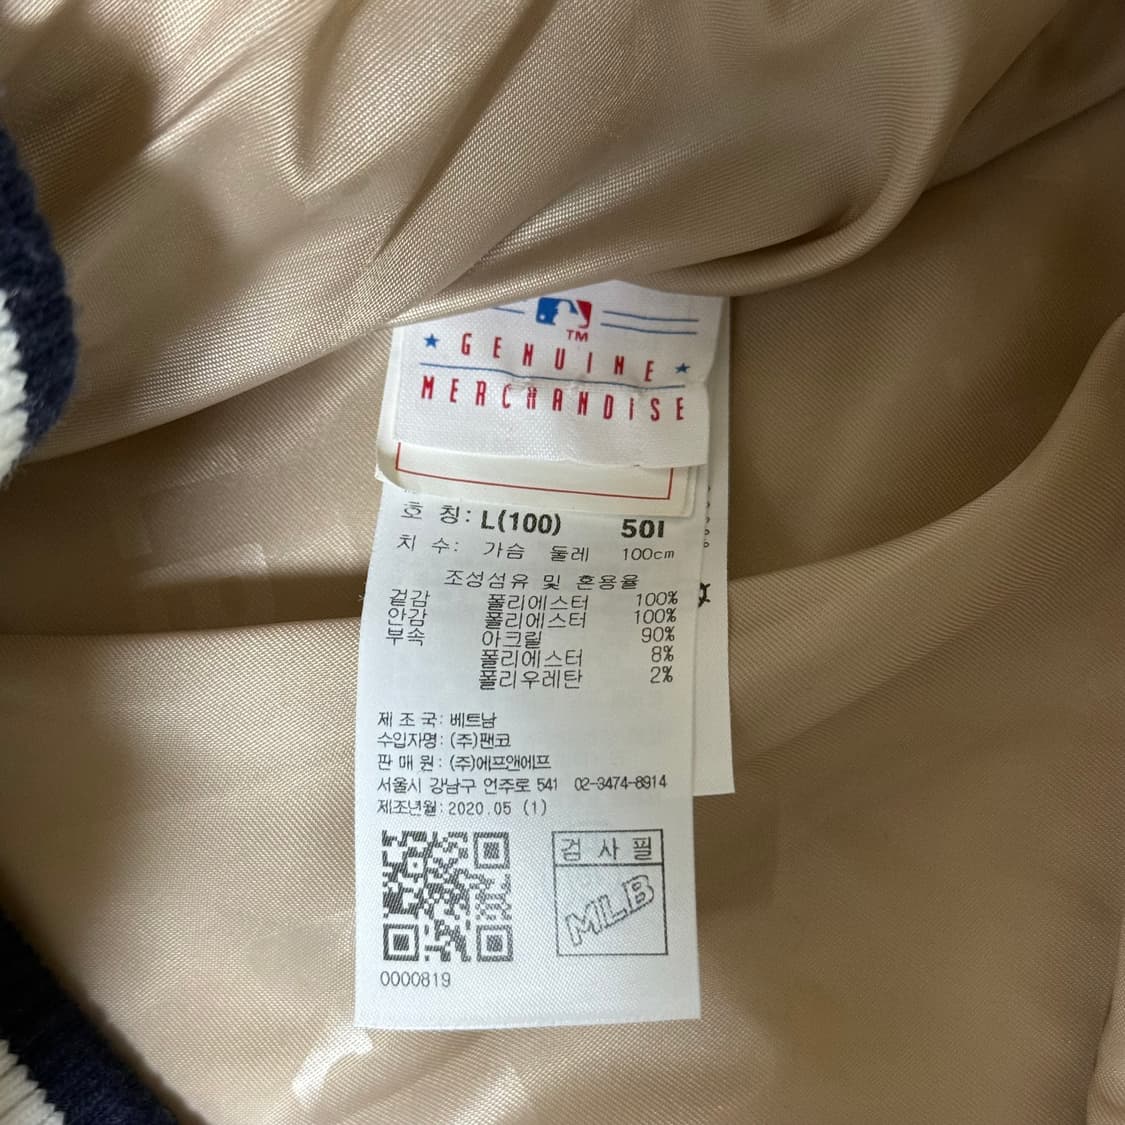 TM
★ GENUINE ★
MERCHANDISE
호 칭: L(100) 50I
치 수: 가슴 둘레 100cm
조성섬유 및 혼용율
겉감 폴리에스터 100%
안감 폴리에스터 100%
부속 아크릴 90%
폴리에스터 8%
폴리우레탄 2%
제 조 국: 베트남
수입자명: (주)팬코
판 매 원: (주)에프앤에프
서울시 강남구 언주로 541 02-3474-8914
제조년월: 2020.05 (1)
검 사 필
MLB
0000819